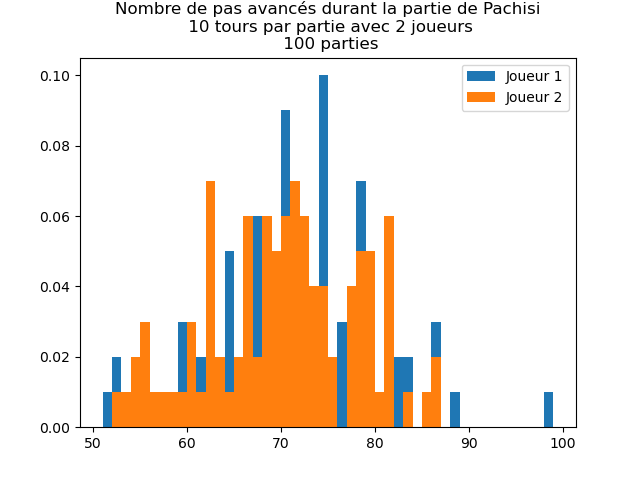 Nombre de pas avancés durant la partie de Pachisi
10 tours par partie avec 2 joueurs
100 parties
Joueur 1
Joueur 2
0.10
0.08
0.06
0.04
0.02
0.00
50 60 70 80 90 100